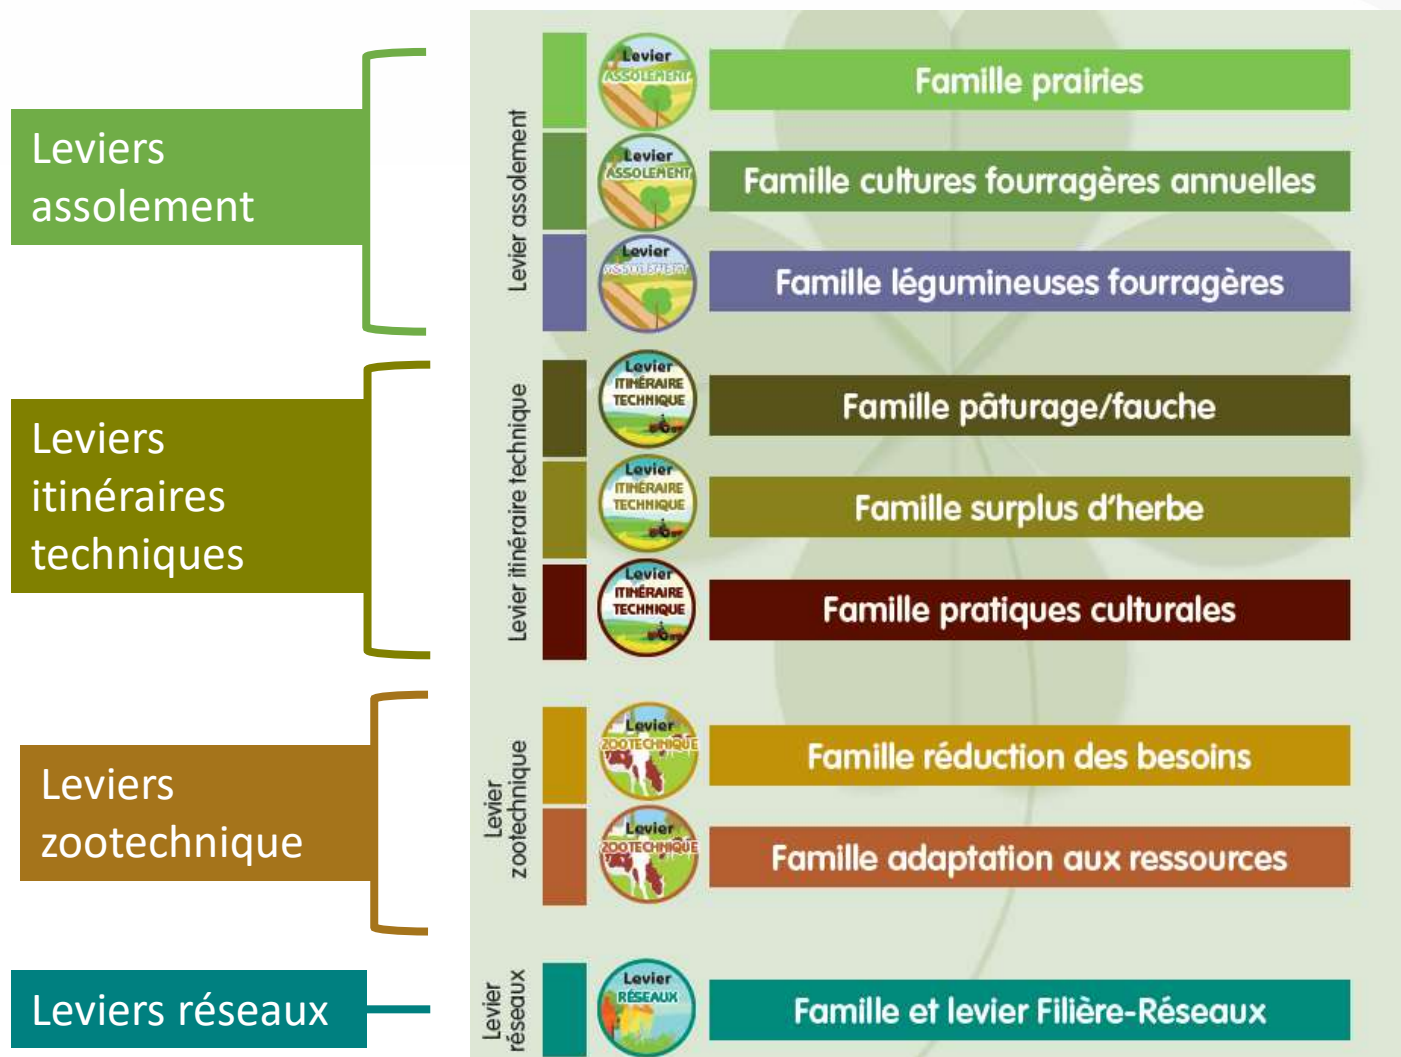 Leviers
assolement
Levier assolement
Levier
ASSOLEMENT
Famille prairies
Levier
ASSOLEMENT
Famille cultures fourragères annuelles
Levier
ASSOLEMENT
Famille légumineuses fourragères
Leviers
itinéraires
techniques
Levier itinéraire technique
Levier
ITINÉRAIRE
TECHNIQUE
Famille pâturage/fauche
Levier
ITINÉRAIRE
TECHNIQUE
Famille surplus d'herbe
Levier
ITINÉRAIRE
TECHNIQUE
Famille pratiques culturales
Leviers
zootechnique
Levier
zootechnique
Levier
ZOOTECHNIQUE
Famille réduction des besoins
Levier
ZOOTECHNIQUE
Famille adaptation aux ressources
Leviers réseaux
Levier
réseaux
Levier
RÉSEAUX
Famille et levier Filière-Réseaux